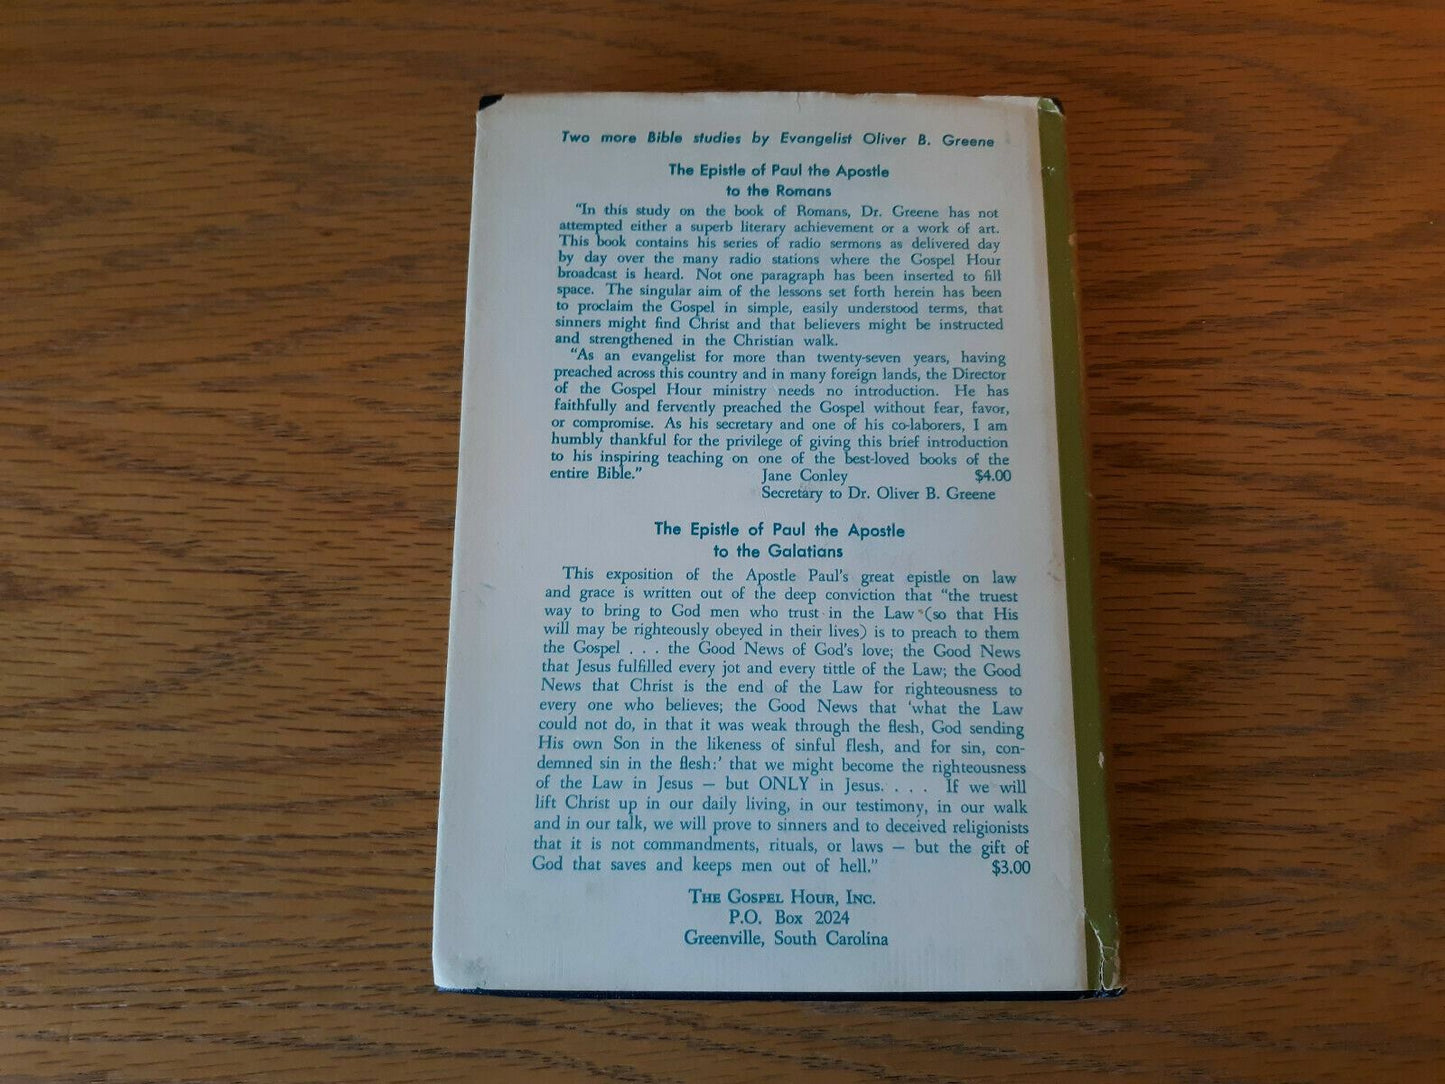 Two more Bible studies by Evangelist Oliver B. Greene
The Epistle of Paul the Apostle
to the Romans
"In this study on the book of Romans, Dr. Greene has not
attempted either a superb literary achievement or a work of art.
This book contains his series of radio sermons as delivered day
by day over the many radio stations where the Gospel Hour
broadcast is heard. Not one paragraph has been inserted to fill
space. The singular aim of the lessons set forth herein has been
to proclaim the Gospel in simple, easily understood terms, that
sinners might find Christ and that believers might be instructed
and strengthened in the Christian walk.
"As an evangelist for more than twenty-seven years, having
preached across this country and in many foreign lands, the Director
of the Gospel Hour ministry needs no introduction. He has
faithfully and fervently preached the Gospel without fear, favor,
or compromise. As his secretary and one of his co-laborers, I am
humbly thankful for the privilege of giving this brief introduction
to his inspiring teaching on one of the best-loved books of the
entire Bible." Jane Conley $4.00
Secretary to Dr. Oliver B. Greene
The Epistle of Paul the Apostle
to the Galatians
This exposition of the Apostle Paul's great epistle on law
and grace is written out of the deep conviction that "the truest
way to bring to God men who trust in the Law (so that His
will may be righteously obeyed in their lives) is to preach to them
the Gospel . . . the Good News of God's love; the Good News
that Jesus fulfilled every jot and every tittle of the Law; the Good
News that Christ is the end of the Law for righteousness to
every one who believes; the Good News that 'what the Law
could not do, in that it was weak through the flesh, God sending
His own Son in the likeness of sinful flesh, and for sin, con-
demned sin in the flesh:' that we might become the righteousness
of the Law in Jesus — but ONLY in Jesus. . . . If we will
lift Christ up in our daily living, in our testimony, in our walk
and in our talk, we will prove to sinners and to deceived religionists
that it is not commandments, rituals, or laws — but the gift of
God that saves and keeps men out of hell." $3.00
THE GOSPEL HOUR, INC.
P.O. Box 2024
Greenville, South Carolina